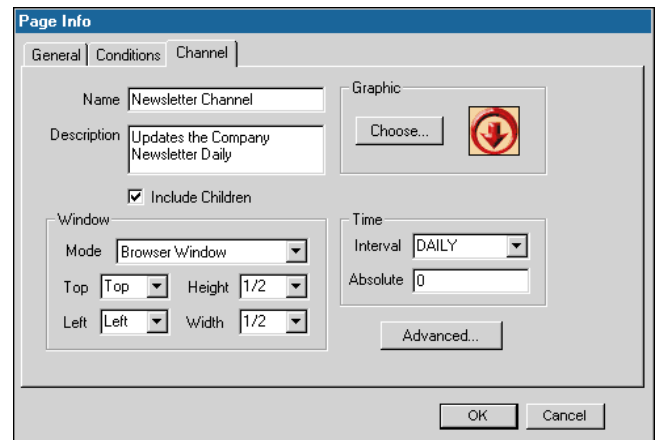 Page Info
General Conditions Channel
Name Newsletter Channel
Description Updates the Company
Newsletter Daily
Include Children
Graphic
Choose...
Window
Mode Browser Window
Top Top Height 1/2
Left Left Width 1/2
Time
Interval DAILY
Absolute 0
Advanced...
OK Cancel